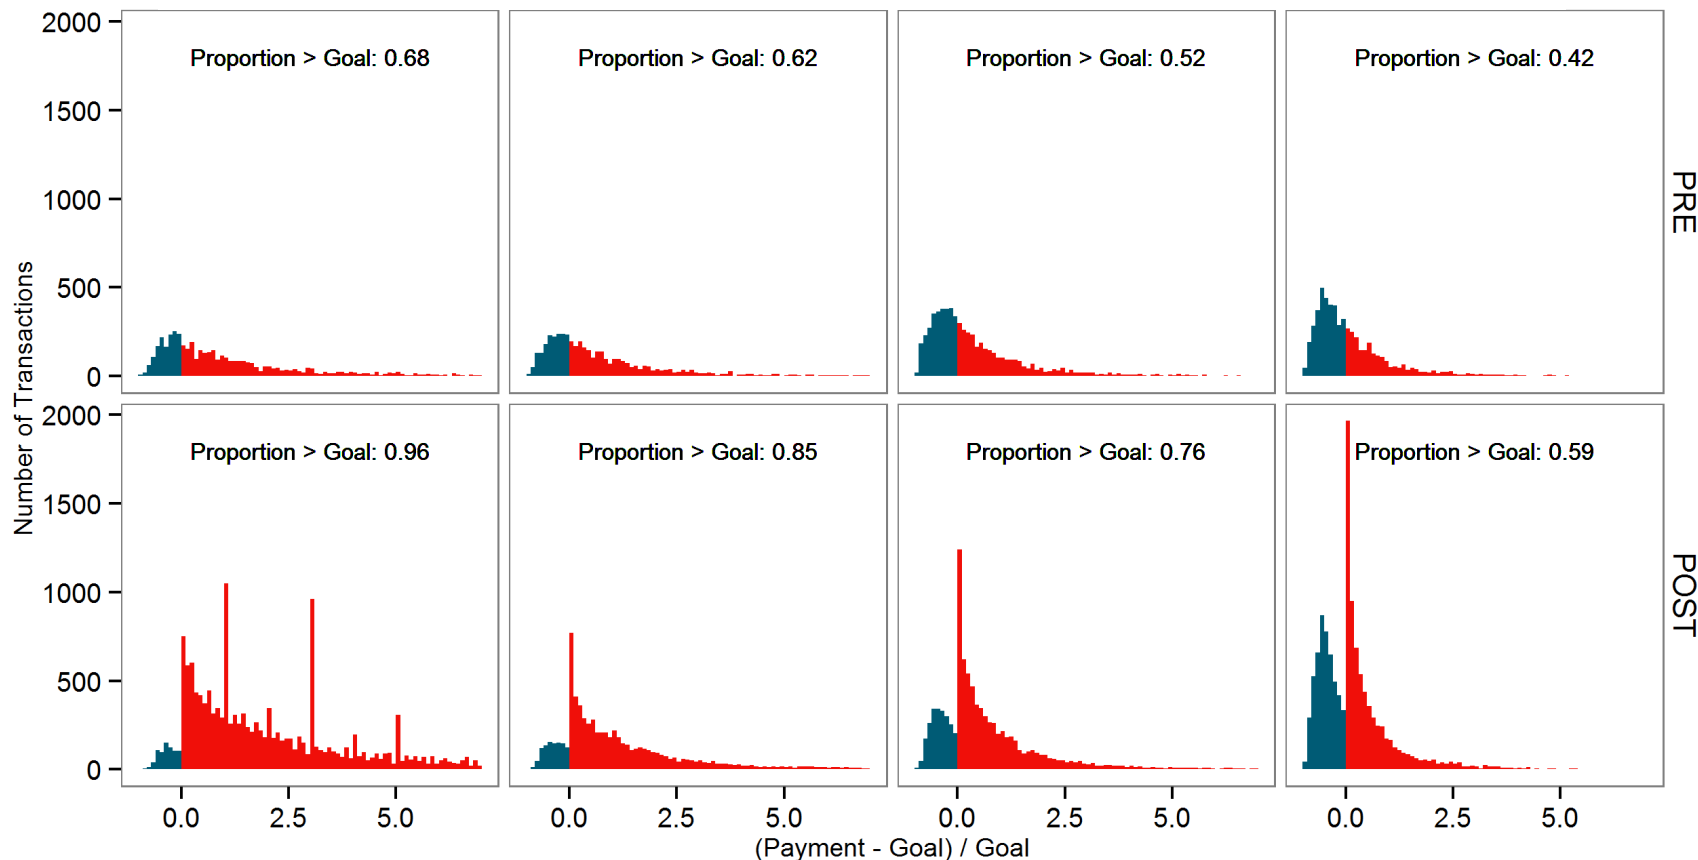 2000
1500
1000
500
0
Proportion > Goal: 0.68
Proportion > Goal: 0.62
Proportion > Goal: 0.52
Proportion > Goal: 0.42
PRE
Number of Transactions
2000
1500
1000
500
0
Proportion > Goal: 0.96
Proportion > Goal: 0.85
Proportion > Goal: 0.76
Proportion > Goal: 0.59
POST
0.0 2.5 5.0
0.0 2.5 5.0
0.0 2.5 5.0
0.0 2.5 5.0
(Payment - Goal) / Goal